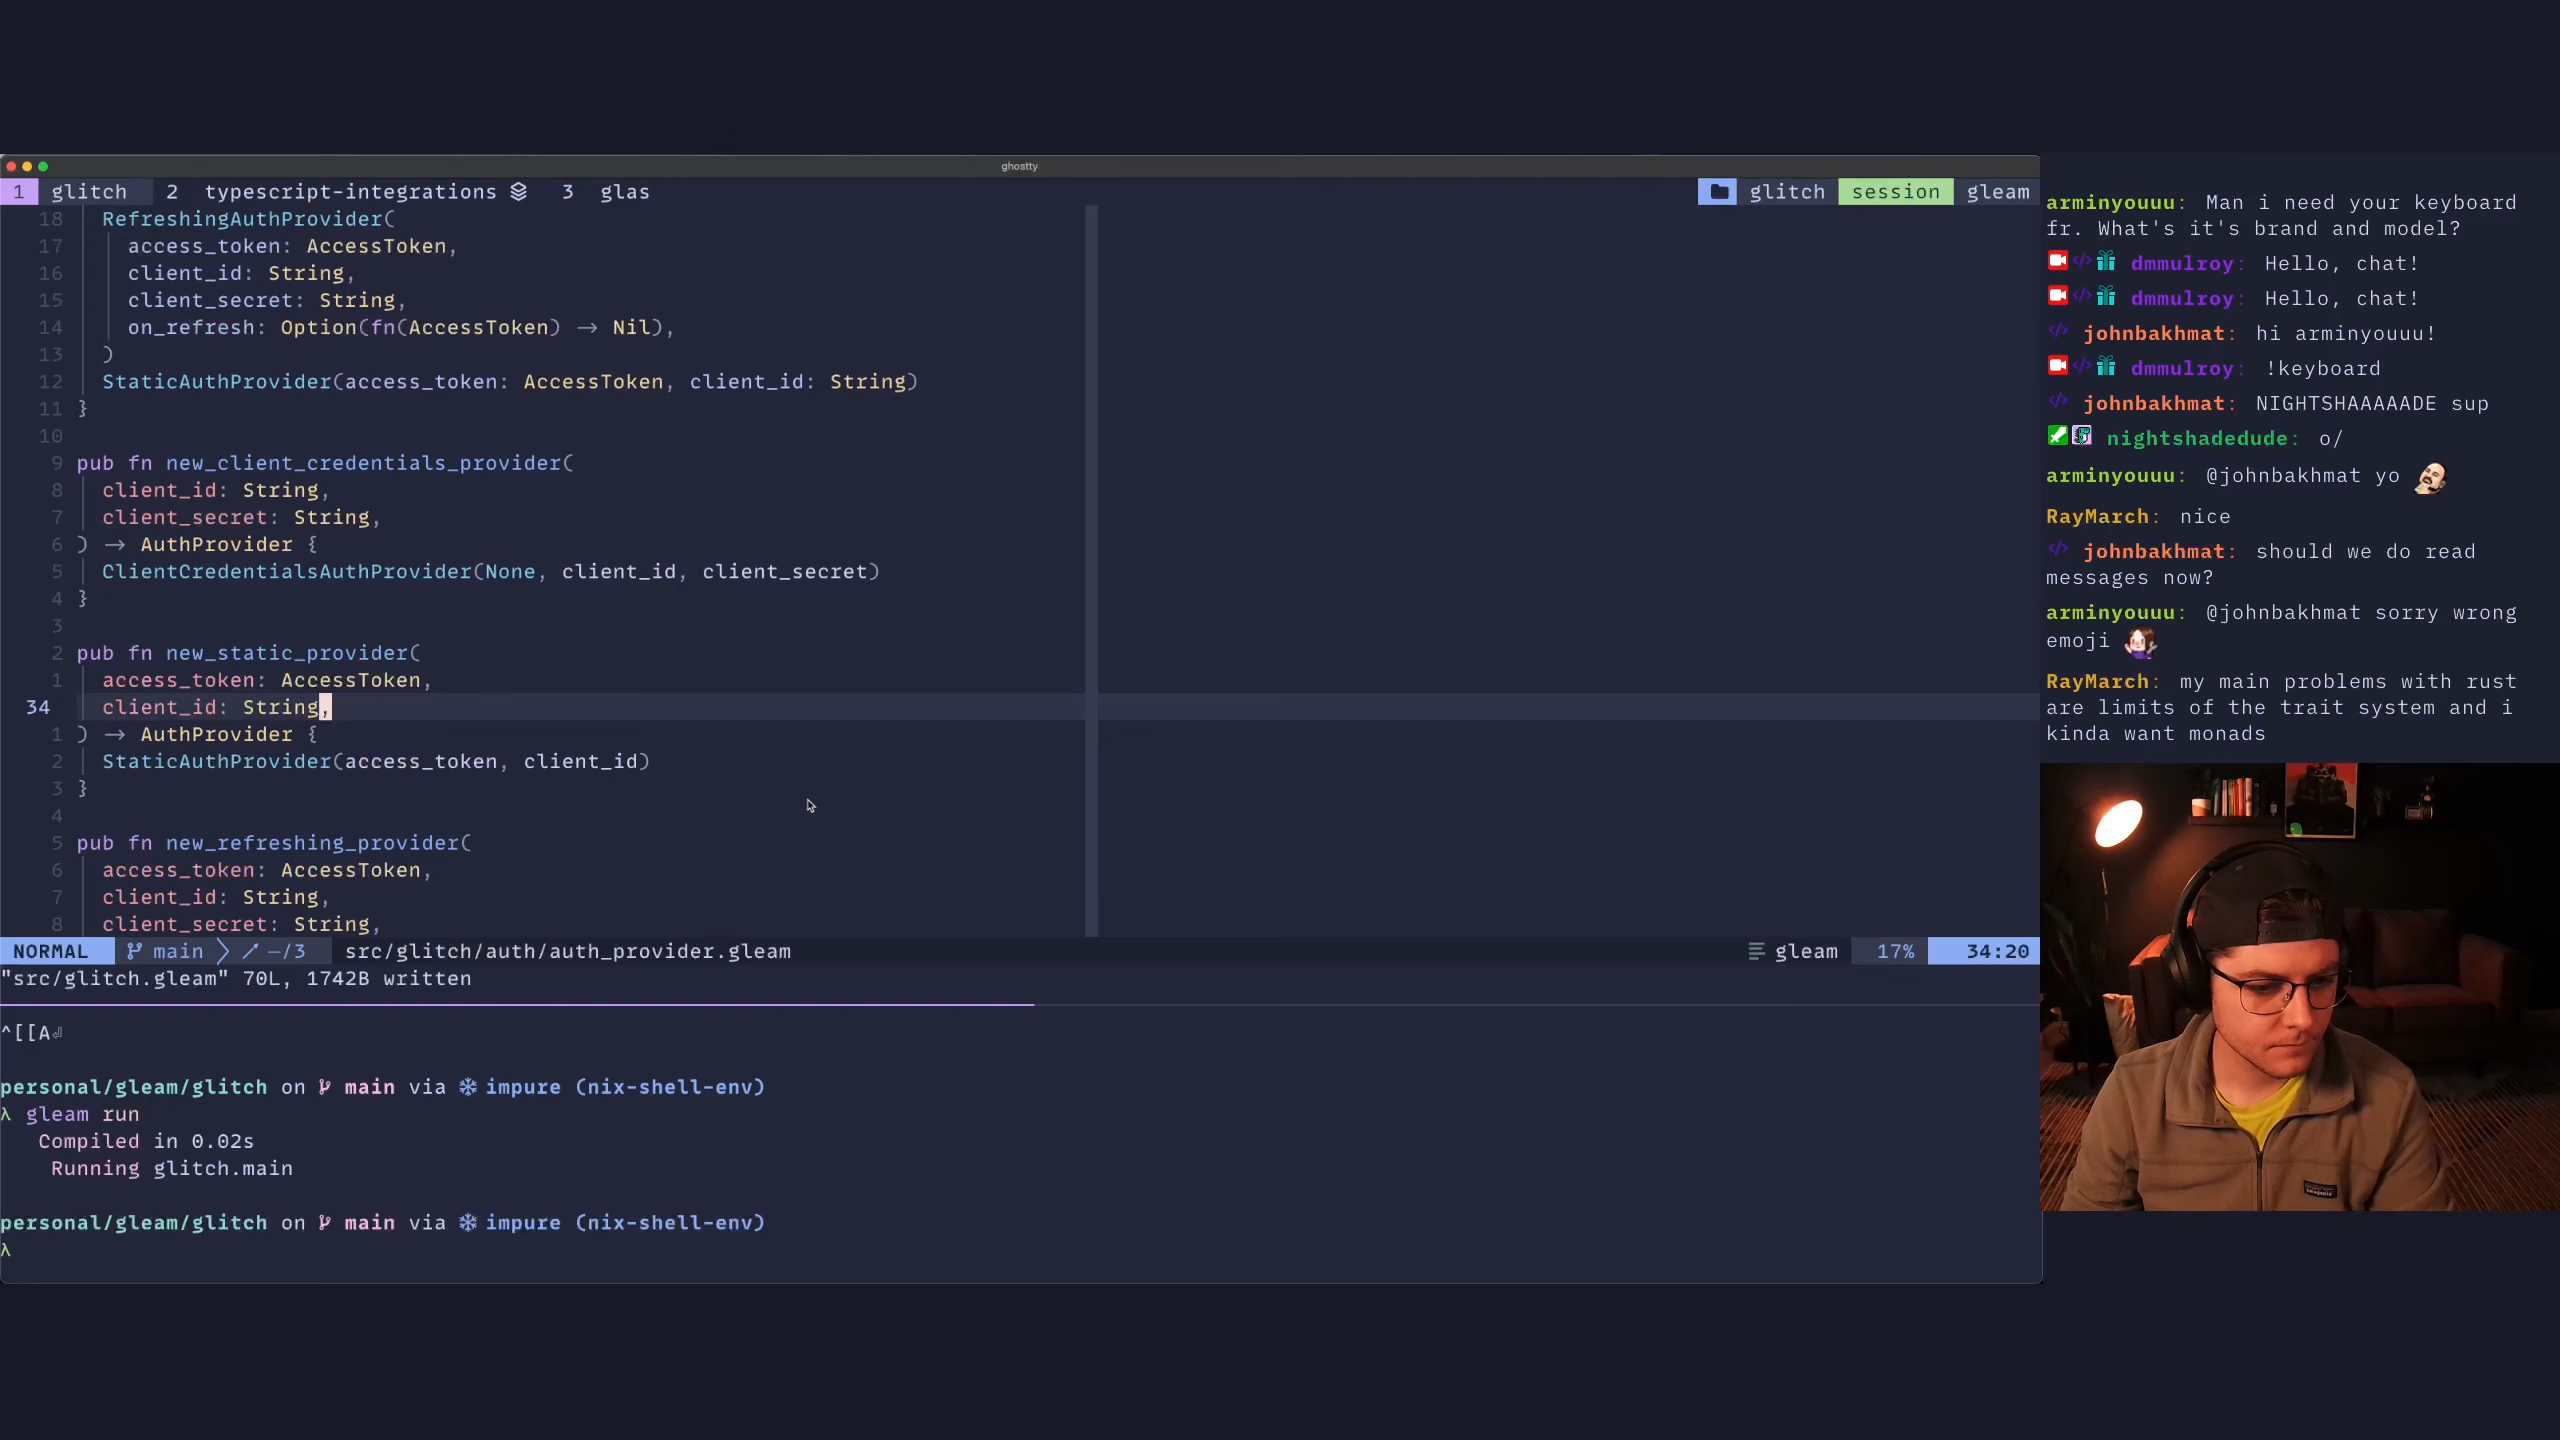 ghostty
1 glitch 2 typescript-integrations 3 glas glitch session gleam
18 RefreshingAuthProvider(
17 access_token: AccessToken,
16 client_id: String,
15 client_secret: String,
14 on_refresh: Option(fn(AccessToken) -> Nil),
13 )
12 StaticAuthProvider(access_token: AccessToken, client_id: String)
11 }
10
9 pub fn new_client_credentials_provider(
8 client_id: String,
7 client_secret: String,
6 ) -> AuthProvider {
5 ClientCredentialsAuthProvider(None, client_id, client_secret)
4 }
3
2 pub fn new_static_provider(
1 access_token: AccessToken,
34 client_id: String,
1 ) -> AuthProvider {
2 StaticAuthProvider(access_token, client_id)
3 }
4
5 pub fn new_refreshing_provider(
6 access_token: AccessToken,
7 client_id: String,
8 client_secret: String,
NORMAL main —/3 src/glitch/auth/auth_provider.gleam gleam 17% 34:20
"src/glitch.gleam" 70L, 1742B written
^[[A⏎
personal/gleam/glitch on main via ❄ impure (nix-shell-env)
λ gleam run
Compiled in 0.02s
Running glitch.main
personal/gleam/glitch on main via ❄ impure (nix-shell-env)
λ
arminyouuu: Man i need your keyboard
fr. What's it's brand and model?
dmmulroy: Hello, chat!
dmmulroy: Hello, chat!
johnbakhmat: hi arminyouuu!
dmmulroy: !keyboard
johnbakhmat: NIGHTSHAAAAADE sup
nightshadedude: o/
arminyouuu: @johnbakhmat yo
RayMarch: nice
johnbakhmat: should we do read
messages now?
arminyouuu: @johnbakhmat sorry wrong
emoji
RayMarch: my main problems with rust
are limits of the trait system and i
kinda want monads